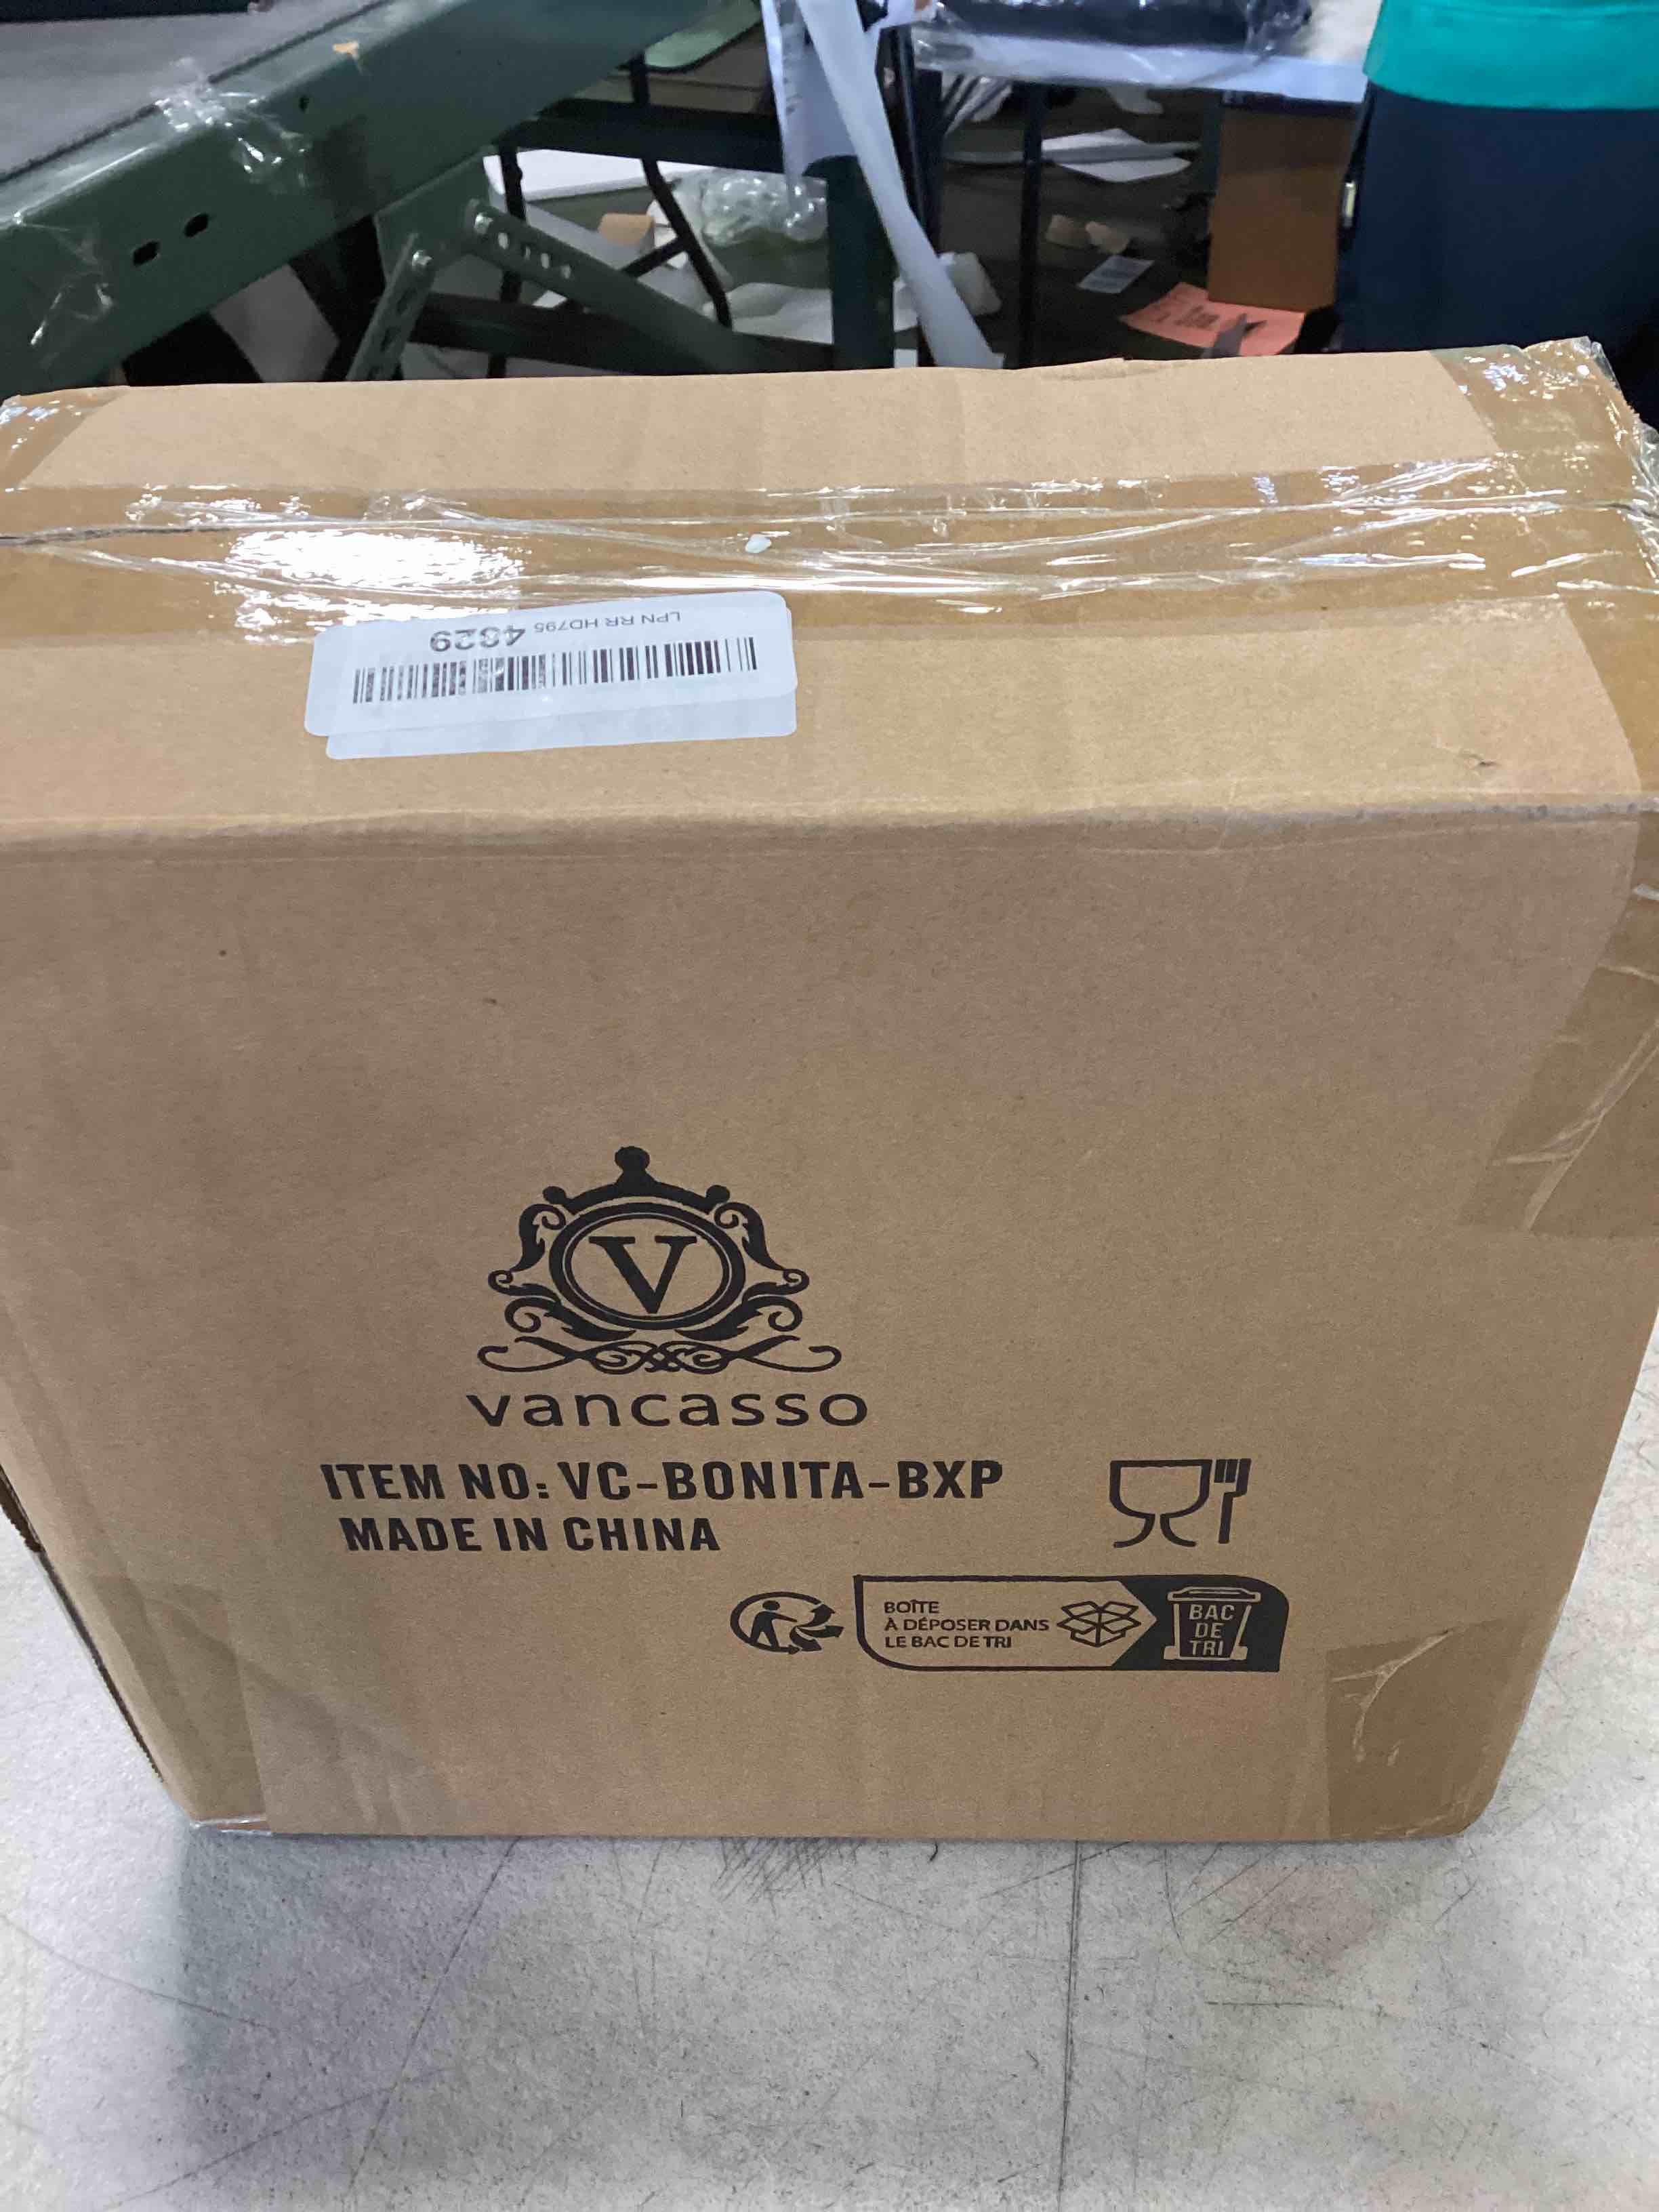 LPN RR HD795 4829
V
vancasso
ITEM NO: VC-BONITA-BXP
MADE IN CHINA
BOÎTE
À DÉPOSER DANS
LE BAC DE TRI
BAC
DE
TRI